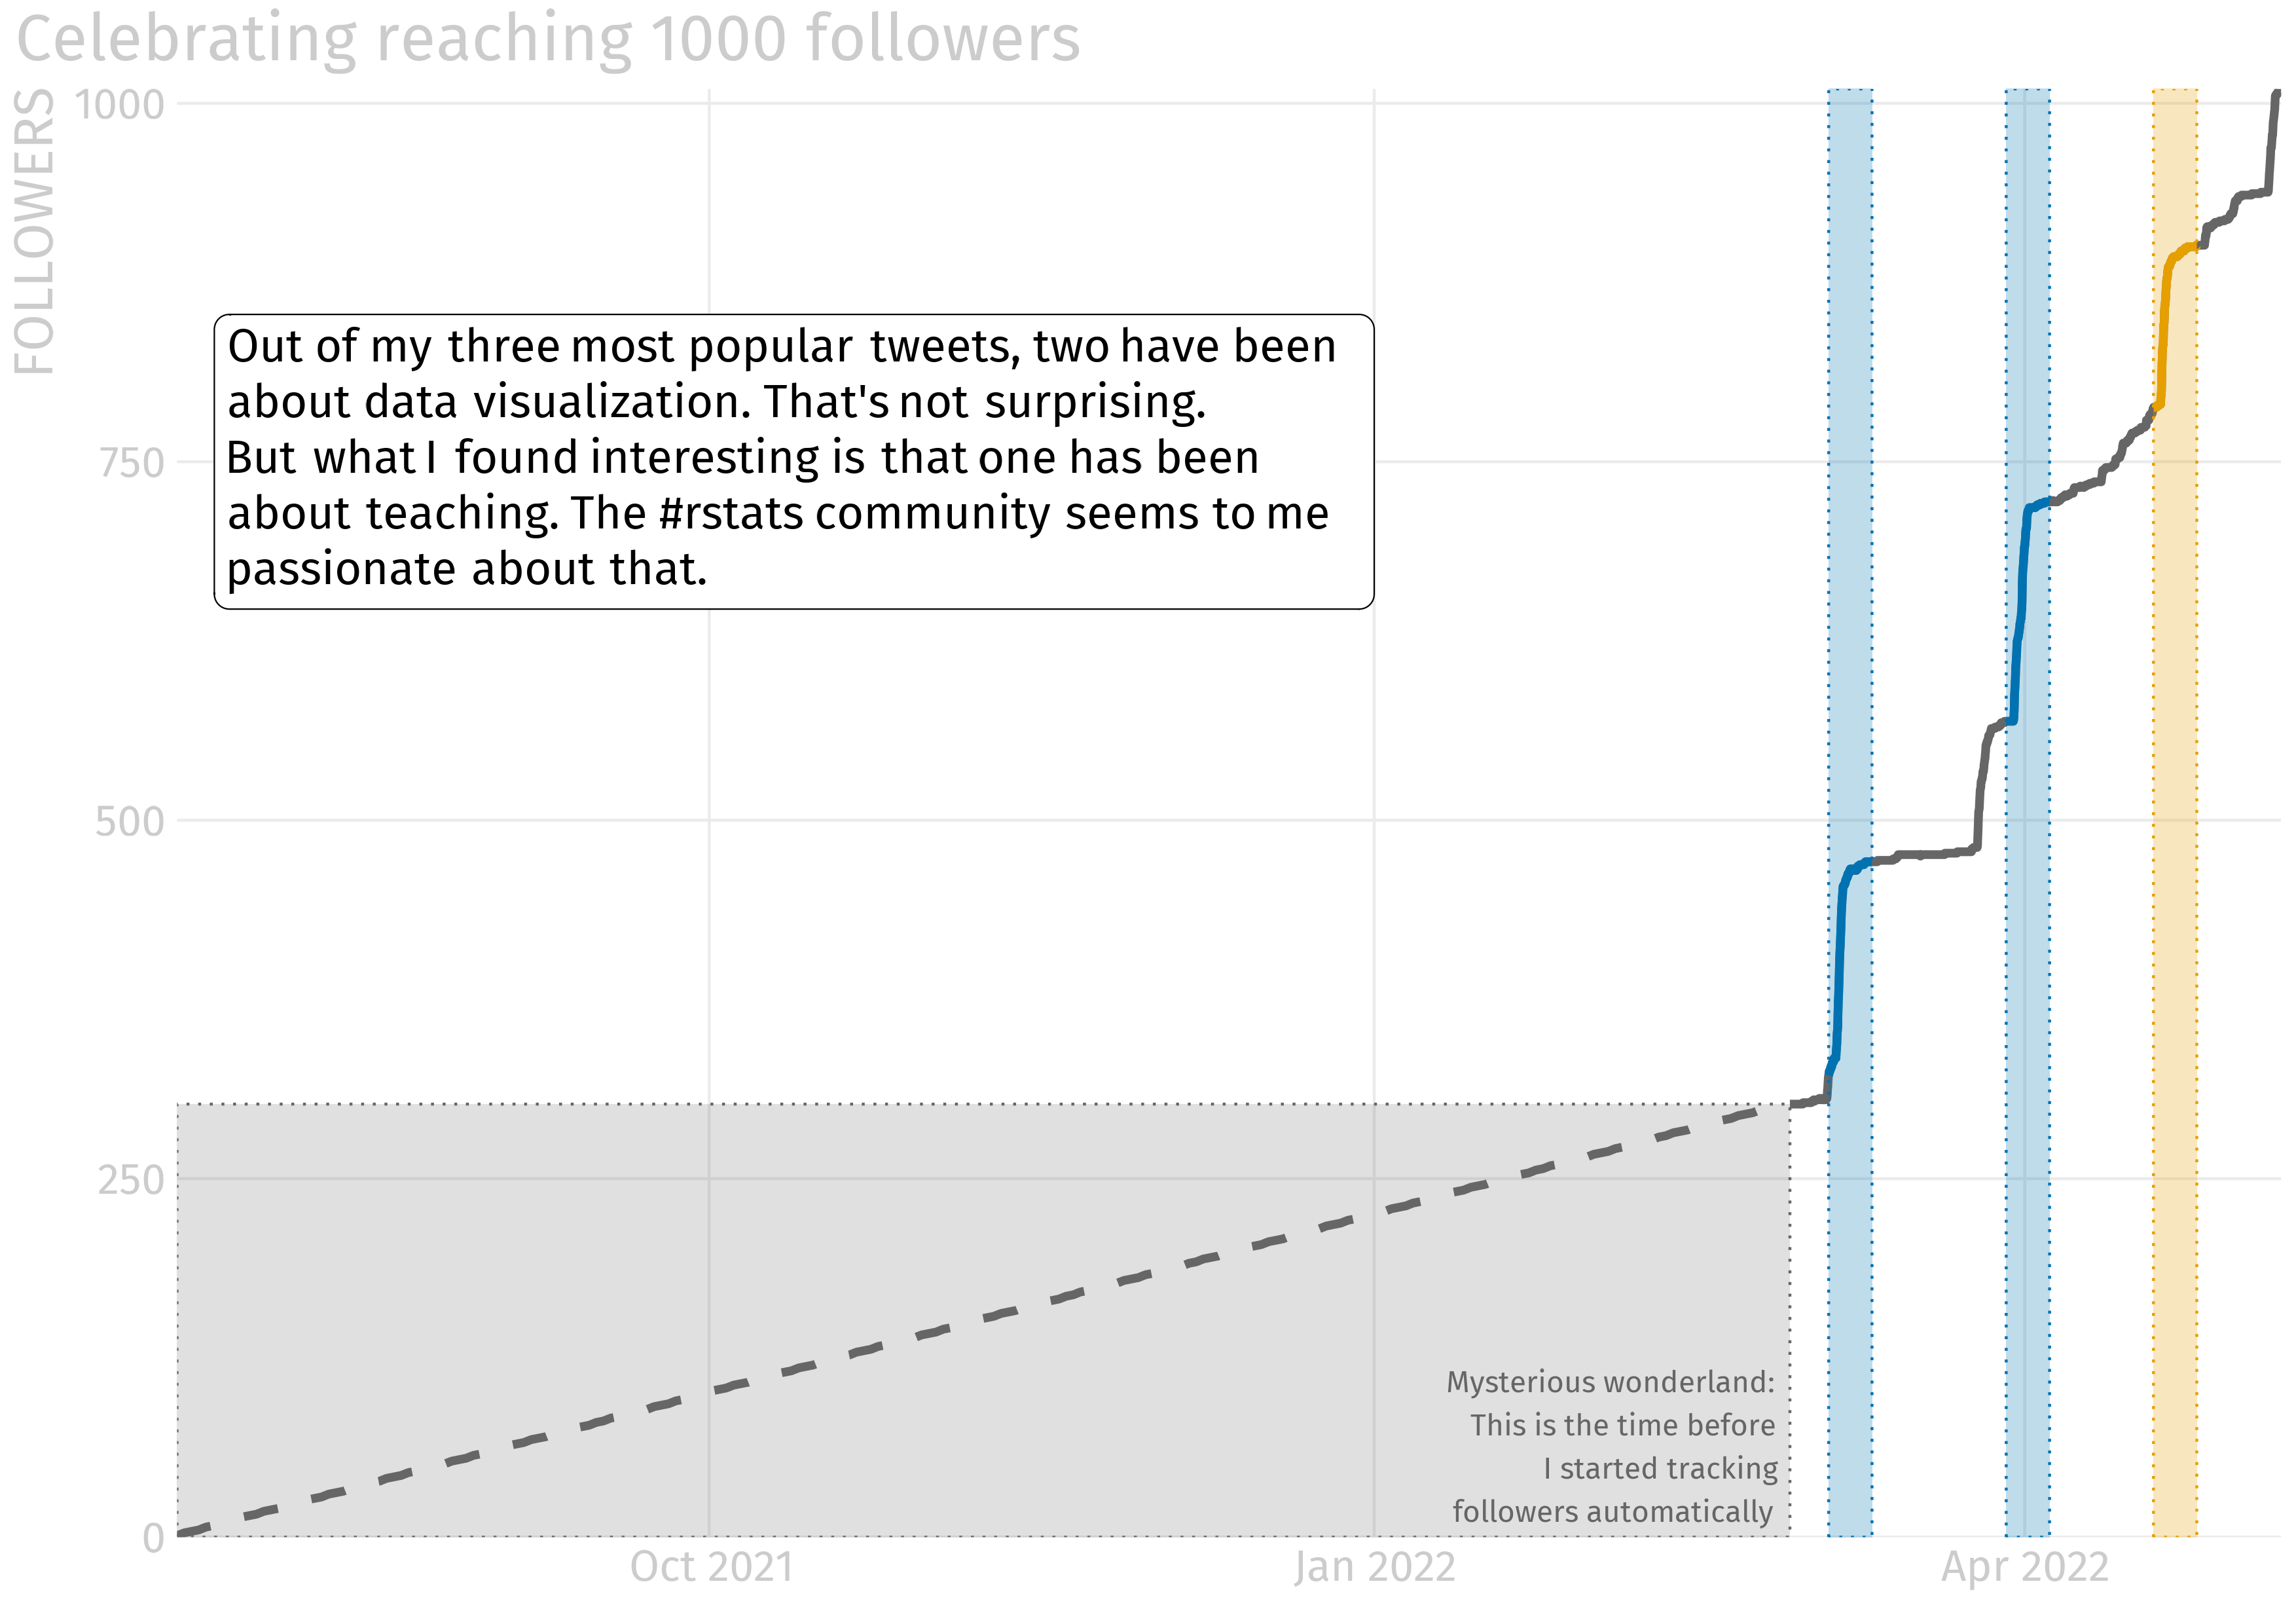 Celebrating reaching 1000 followers
FOLLOWERS
1000
750
500
250
0
Out of my three most popular tweets, two have been
about data visualization. That's not surprising.
But what I found interesting is that one has been
about teaching. The #rstats community seems to me
passionate about that.
Mysterious wonderland:
This is the time before
I started tracking
followers automatically
Oct 2021
Jan 2022
Apr 2022